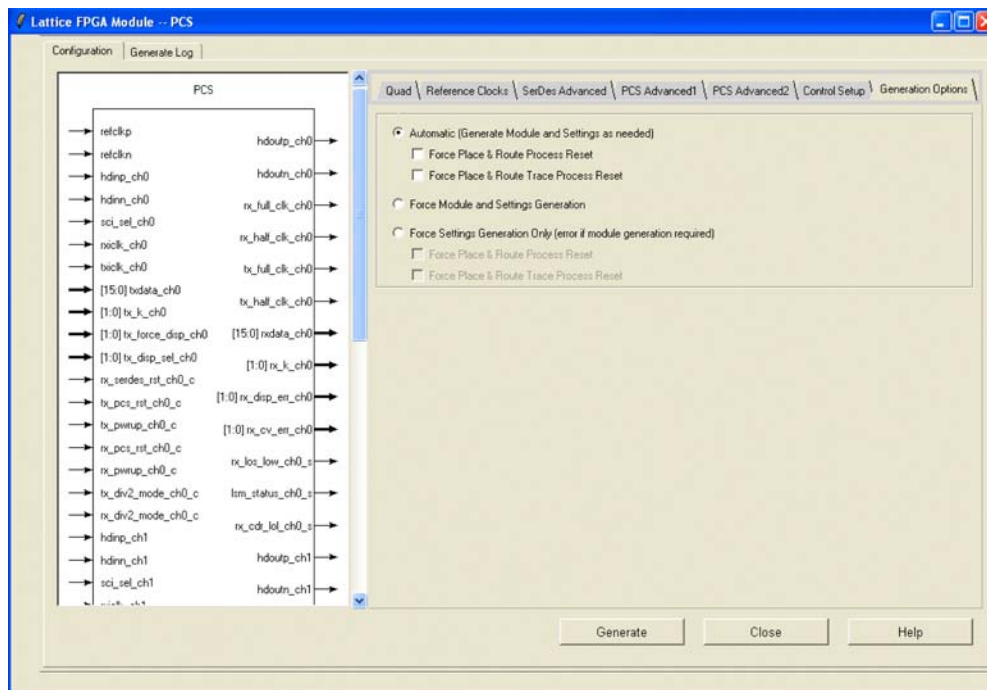 Lattice FPGA Module -- PCS
Configuration
Generate Log
PCS
refclkp
refclkn
hdinp_ch0
hdinn_ch0
sci_sel_ch0
rxiclk_ch0
txiclk_ch0
[15:0] txdata_ch0
[1:0] tx_k_ch0
[1:0] tx_force_disp_ch0
[1:0] tx_disp_sel_ch0
rx_serdes_rst_ch0_c
tx_pcs_rst_ch0_c
tx_pwrup_ch0_c
rx_pcs_rst_ch0_c
rx_pwrup_ch0_c
tx_div2_mode_ch0_c
rx_div2_mode_ch0_c
hdinp_ch1
hdinn_ch1
sci_sel_ch1
hdoutp_ch0
hdoutn_ch0
rx_full_clk_ch0
rx_half_clk_ch0
tx_full_clk_ch0
tx_half_clk_ch0
[15:0] rxdata_ch0
[1:0] rx_k_ch0
[1:0] rx_disp_err_ch0
[1:0] rx_cv_err_ch0
rx_los_low_ch0_s
lsm_status_ch0_s
rx_cdr_lol_ch0_s
hdoutp_ch1
hdoutn_ch1
Quad
Reference Clocks
SerDes Advanced
PCS Advanced1
PCS Advanced2
Control Setup
Generation Options
Automatic (Generate Module and Settings as needed)
Force Place & Route Process Reset
Force Place & Route Trace Process Reset
Force Module and Settings Generation
Force Settings Generation Only (error if module generation required)
Force Place & Route Process Reset
Force Place & Route Trace Process Reset
Generate
Close
Help